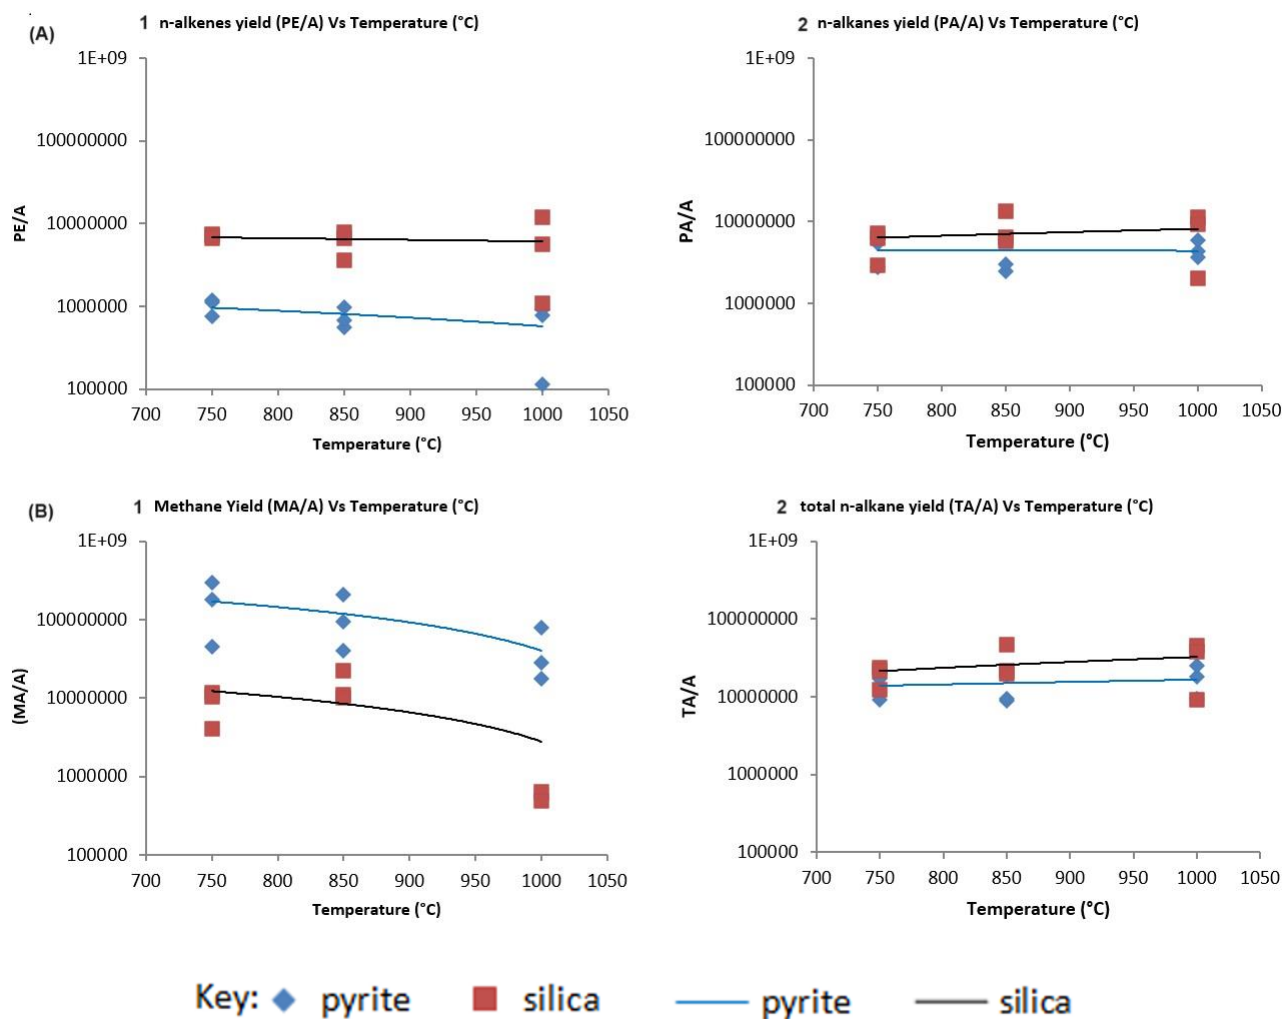 (A)
1 n-alkenes yield (PE/A) Vs Temperature (°C)
1E+09
100000000
10000000
1000000
100000
PE/A
700 750 800 850 900 950 1000 1050
Temperature (°C)
2 n-alkanes yield (PA/A) Vs Temperature (°C)
1E+09
100000000
10000000
1000000
100000
PA/A
700 750 800 850 900 950 1000 1050
Temperature (°C)
(B)
1 Methane Yield (MA/A) Vs Temperature (°C)
1E+09
100000000
10000000
1000000
100000
(MA/A)
700 750 800 850 900 950 1000 1050
Temperature (°C)
2 total n-alkane yield (TA/A) Vs Temperature (°C)
1E+09
100000000
10000000
1000000
100000
TA/A
700 750 800 850 900 950 1000 1050
Temperature (°C)
Key: pyrite silica pyrite silica